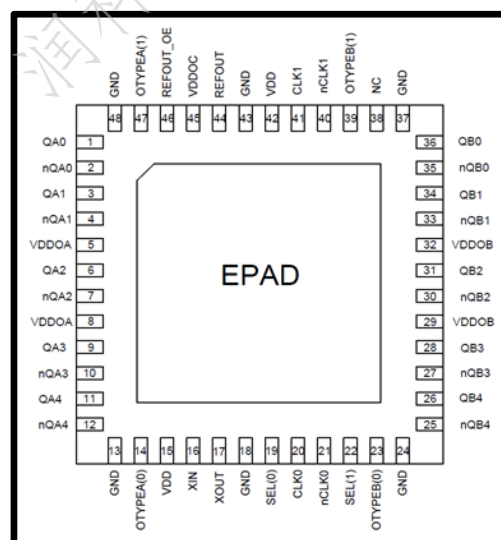 润
GND OTYPEA(1) REFOUT_OE VDDOC REFOUT GND VDD CLK1 nCLK1 OTYPEB(1) NC GND
48 47 46 45 44 43 42 41 40 39 38 37
QA0 1 36 QB0
nQA0 2 35 nQB0
QA1 3 34 QB1
nQA1 4 33 nQB1
VDDOA 5 32 VDDOB
QA2 6 31 QB2
EPAD
nQA2 7 30 nQB2
VDDOA 8 29 VDDOB
QA3 9 28 QB3
nQA3 10 27 nQB3
QA4 11 26 QB4
nQA4 12 25 nQB4
13 14 15 16 17 18 19 20 21 22 23 24
GND OTYPEA(0) VDD XIN XOUT GND SEL(0) CLK0 nCLK0 SEL(1) OTYPEB(0) GND